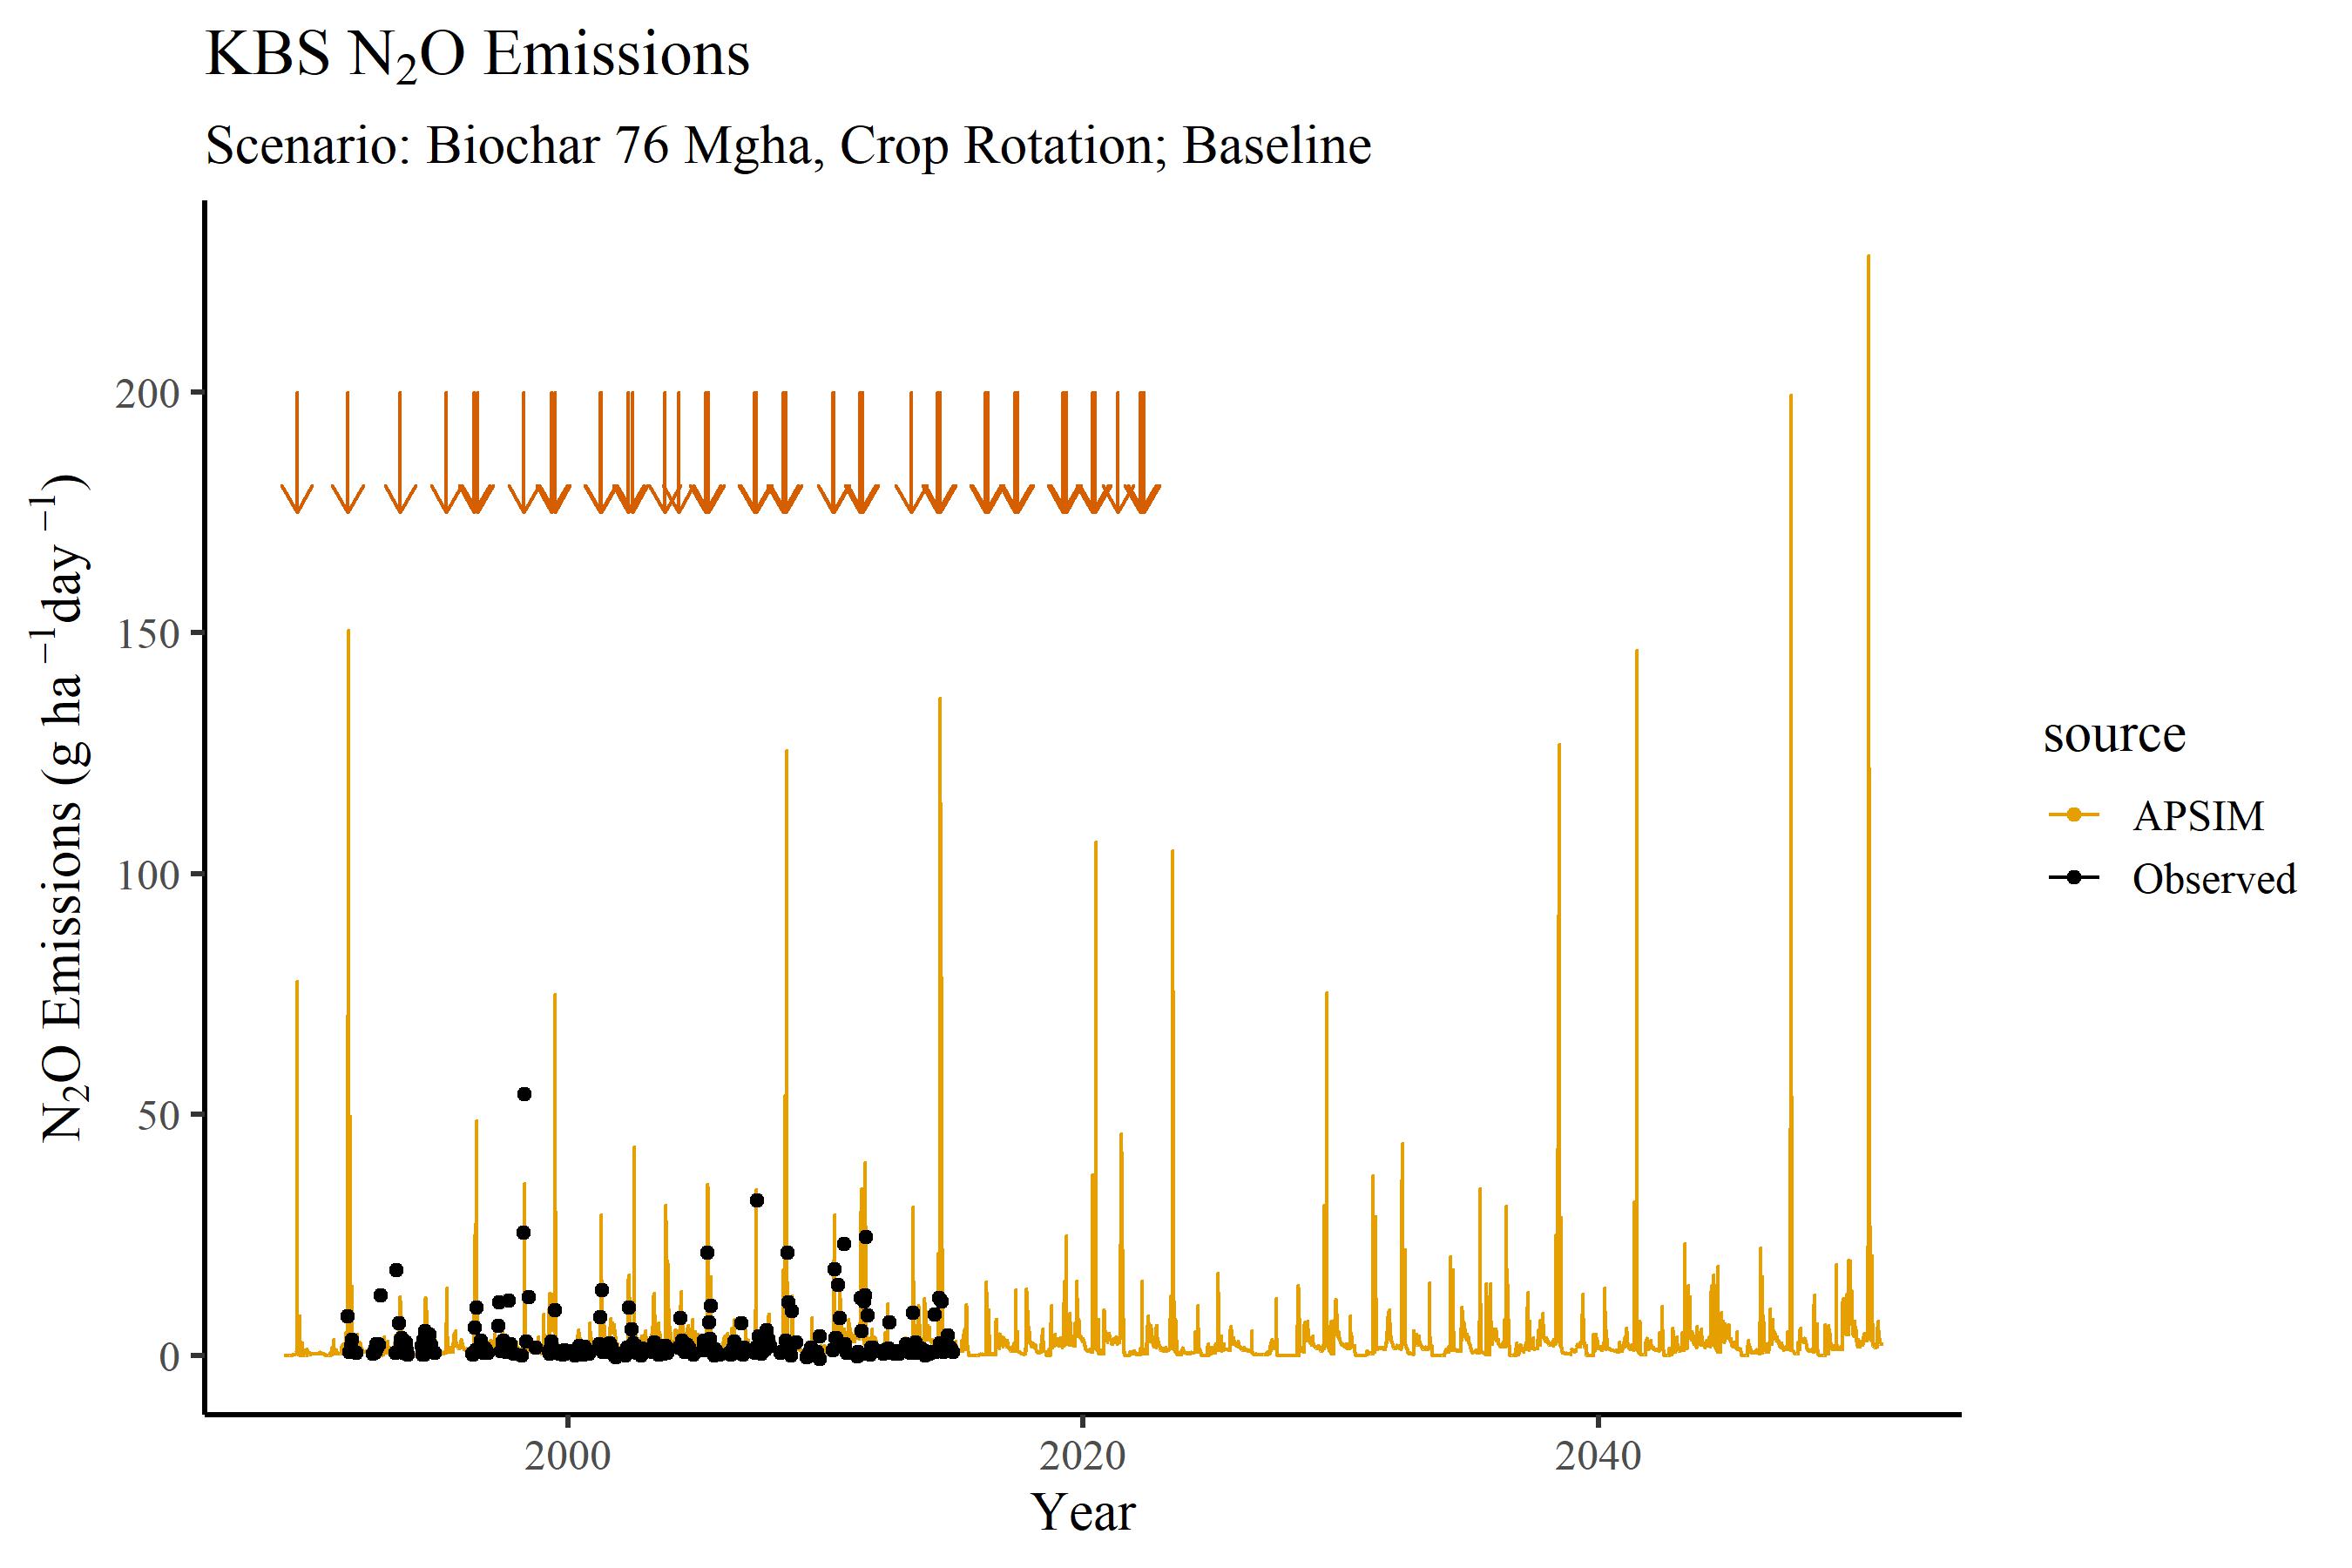 KBS N₂O Emissions
Scenario: Biochar 76 Mgha, Crop Rotation; Baseline
N₂O Emissions (g ha ⁻¹day ⁻¹)
200
150
100
50
0
2000
2020
2040
Year
source
APSIM
Observed